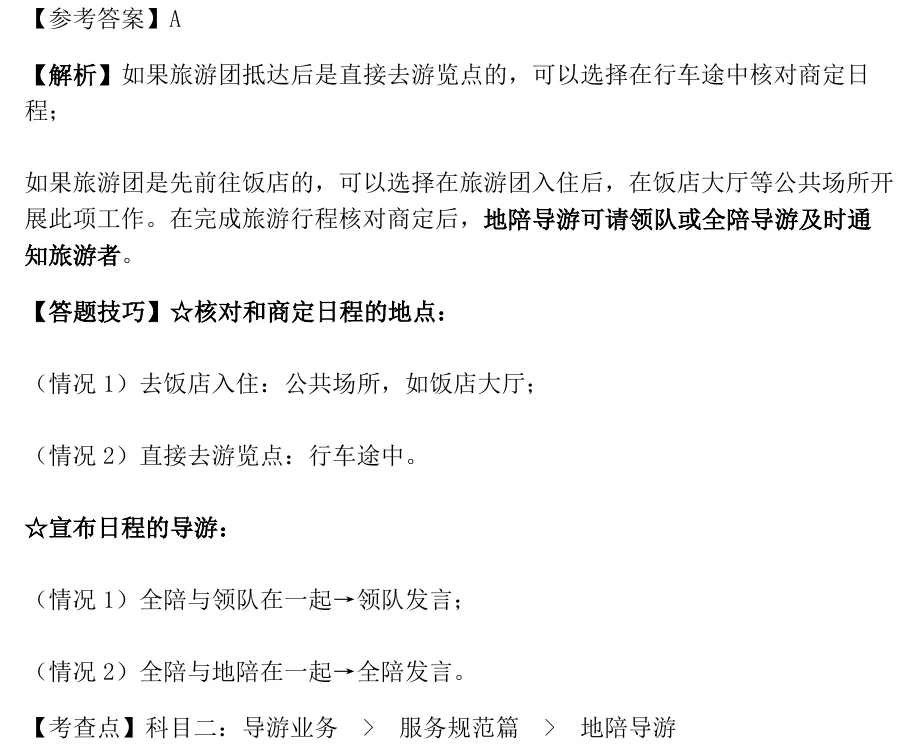 【参考答案】A
【解析】如果旅游团抵达后是直接去游览点的，可以选择在行车途中核对商定日
程；
如果旅游团是先前往饭店的，可以选择在旅游团入住后，在饭店大厅等公共场所开
展此项工作。在完成旅游行程核对商定后，地陪导游可请领队或全陪导游及时通
知旅游者。
【答题技巧】☆核对和商定日程的地点：
（情况 1）去饭店入住：公共场所，如饭店大厅；
（情况 2）直接去游览点：行车途中。
☆宣布日程的导游：
（情况 1）全陪与领队在一起→领队发言；
（情况 2）全陪与地陪在一起→全陪发言。
【考查点】科目二：导游业务 > 服务规范篇 > 地陪导游